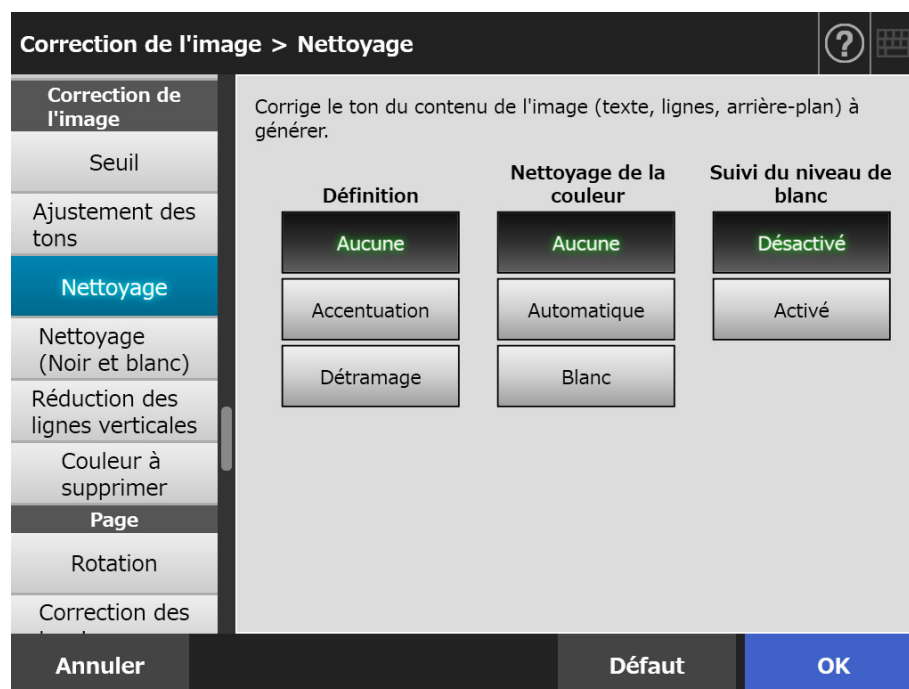 Correction de l'image > Nettoyage
?
Correction de
l'image
Seuil
Ajustement des
tons
Nettoyage
Nettoyage
(Noir et blanc)
Réduction des
lignes verticales
Couleur à
supprimer
Page
Rotation
Correction des
Corrige le ton du contenu de l'image (texte, lignes, arrière-plan) à
générer.
Définition
Aucune
Accentuation
Détramage
Nettoyage de la
couleur
Aucune
Automatique
Blanc
Suivi du niveau de
blanc
Désactivé
Activé
Annuler
Défaut
OK